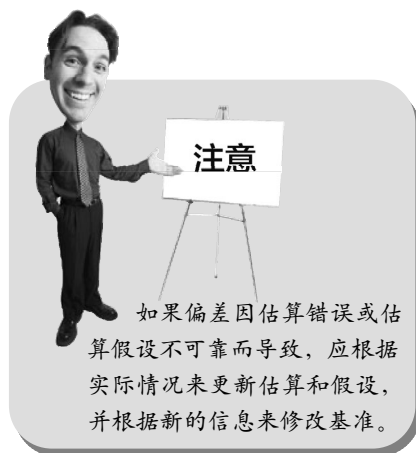 注意
如果偏差因估算错误或估
算假设不可靠而导致，应根据
实际情况来更新估算和假设，
并根据新的信息来修改基准。